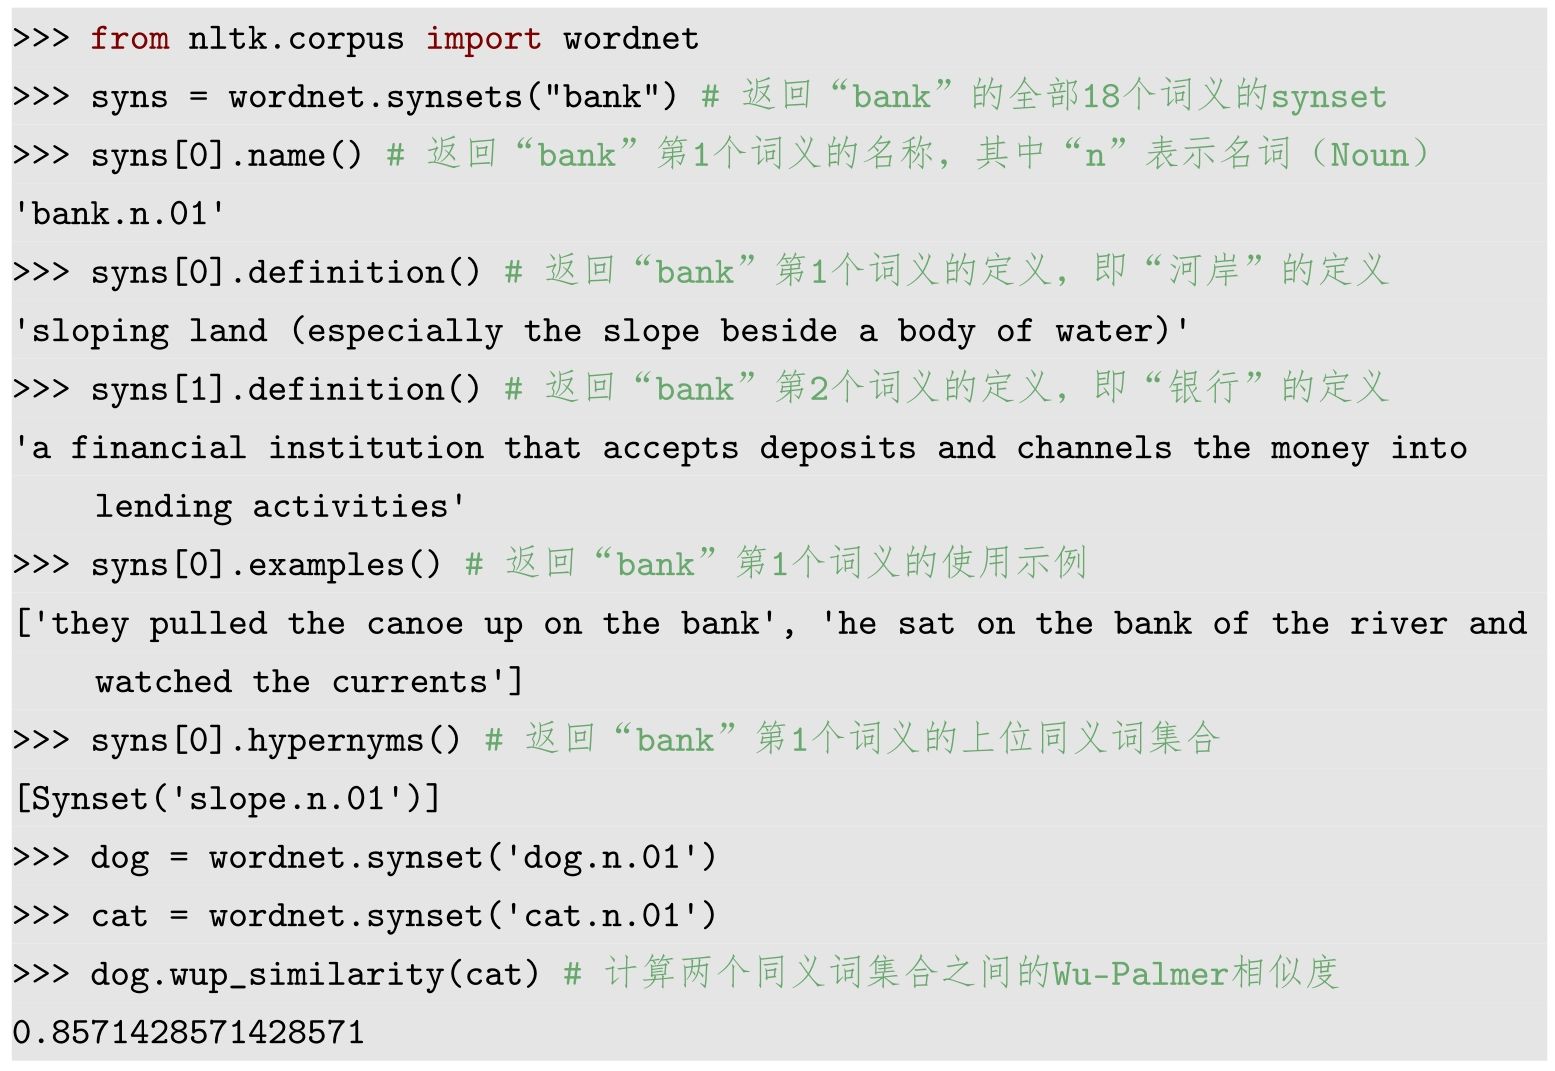 >>> from nltk.corpus import wordnet
>>> syns = wordnet.synsets("bank") # 返回“bank”的全部18个词义的synset
>>> syns[0].name() # 返回“bank”第1个词义的名称，其中“n”表示名词（Noun）
'bank.n.01'
>>> syns[0].definition() # 返回“bank”第1个词义的定义，即“河岸”的定义
'sloping land (especially the slope beside a body of water)'
>>> syns[1].definition() # 返回“bank”第2个词义的定义，即“银行”的定义
'a financial institution that accepts deposits and channels the money into
lending activities'
>>> syns[0].examples() # 返回“bank”第1个词义的使用示例
['they pulled the canoe up on the bank', 'he sat on the bank of the river and
watched the currents']
>>> syns[0].hypernyms() # 返回“bank”第1个词义的上位同义词集合
[Synset('slope.n.01')]
>>> dog = wordnet.synset('dog.n.01')
>>> cat = wordnet.synset('cat.n.01')
>>> dog.wup_similarity(cat) # 计算两个同义词集合之间的Wu-Palmer相似度
0.8571428571428571